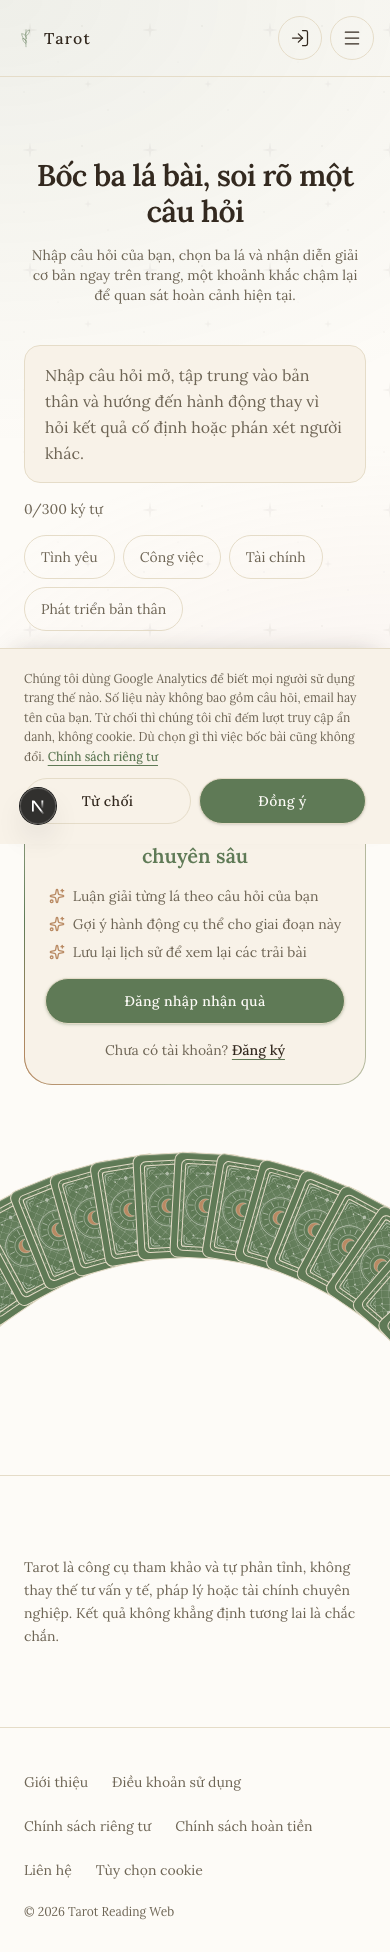 Tarot
Bốc ba lá bài, soi rõ một
câu hỏi
Nhập câu hỏi của bạn, chọn ba lá và nhận diễn giải
cơ bản ngay trên trang, một khoảnh khắc chậm lại
để quan sát hoàn cảnh hiện tại.
Nhập câu hỏi mở, tập trung vào bản
thân và hướng đến hành động thay vì
hỏi kết quả cố định hoặc phán xét người
khác.
0/300 ký tự
Tình yêu Công việc Tài chính
Phát triển bản thân
Chúng tôi dùng Google Analytics để biết mọi người sử dụng
trang thế nào. Số liệu này không bao gồm câu hỏi, email hay
tên của bạn. Từ chối thì chúng tôi chỉ đếm lượt truy cập ẩn
danh, không cookie. Dù chọn gì thì việc bốc bài cũng không
đổi. Chính sách riêng tư
N Từ chối Đồng ý
chuyên sâu
Luận giải từng lá theo câu hỏi của bạn
Gợi ý hành động cụ thể cho giai đoạn này
Lưu lại lịch sử để xem lại các trải bài
Đăng nhập nhận quà
Chưa có tài khoản? Đăng ký
Tarot là công cụ tham khảo và tự phản tỉnh, không
thay thế tư vấn y tế, pháp lý hoặc tài chính chuyên
nghiệp. Kết quả không khẳng định tương lai là chắc
chắn.
Giới thiệu Điều khoản sử dụng
Chính sách riêng tư Chính sách hoàn tiền
Liên hệ Tùy chọn cookie
© 2026 Tarot Reading Web